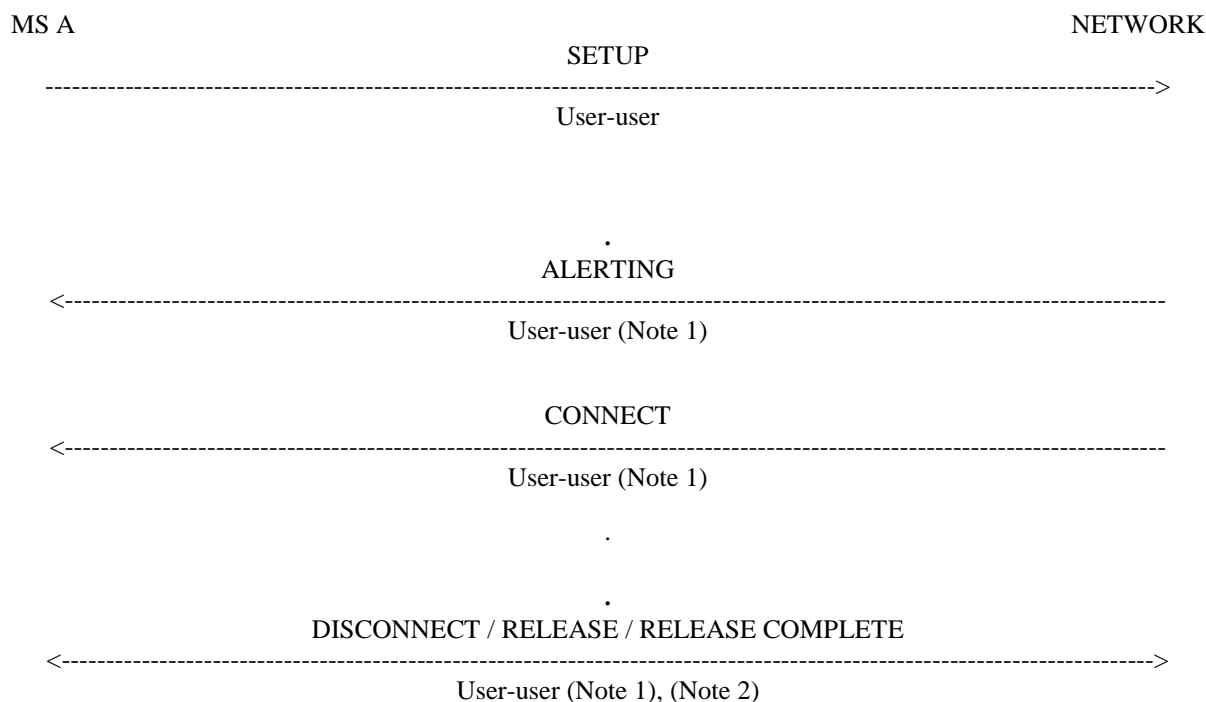 MS A NETWORK
SETUP
------------------------------------------------------------------------------------------------------------------------------>
User-user
.
ALERTING
<------------------------------------------------------------------------------------------------------------------------------
User-user (Note 1)
CONNECT
<------------------------------------------------------------------------------------------------------------------------------
User-user (Note 1)
.
.
DISCONNECT / RELEASE / RELEASE COMPLETE
<---------------------------------------------------------------------------------------------------------------------------->
User-user (Note 1), (Note 2)